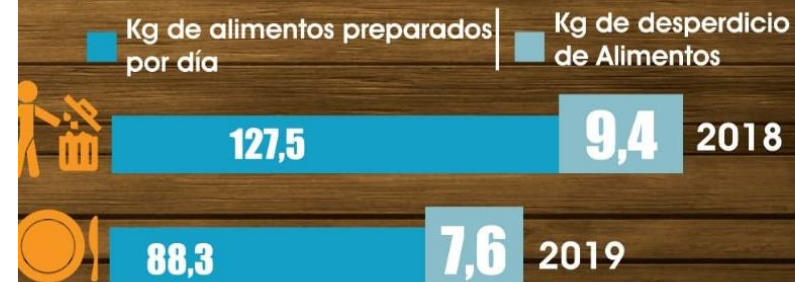 Kg de alimentos preparados
por día
Kg de desperdicio
de Alimentos
127,5
9,4
2018
88,3
7,6
2019